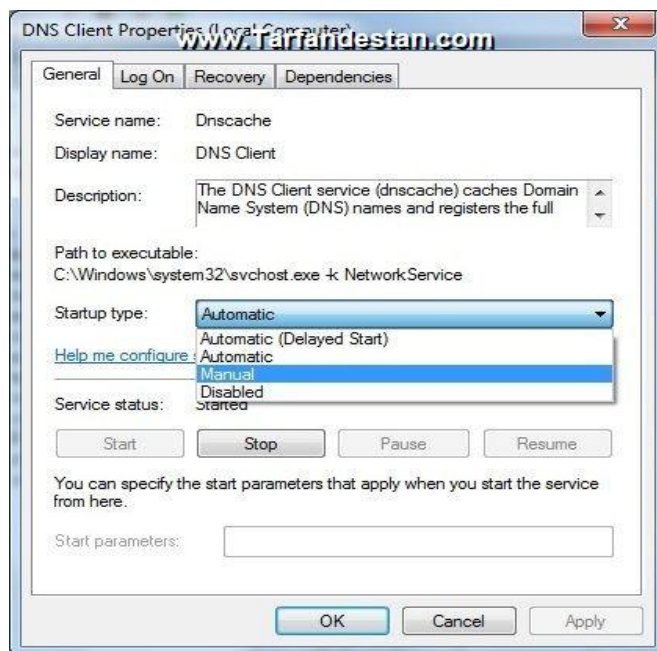 DNS Client Properties (Local Computer)
www.Tarfandestan.com
General Log On Recovery Dependencies
Service name: Dnscache
Display name: DNS Client
Description: The DNS Client service (dnscache) caches Domain
Name System (DNS) names and registers the full
Path to executable:
C:\Windows\system32\svchost.exe -k NetworkService
Startup type: Automatic
Automatic (Delayed Start)
Help me configure Automatic
Manual
Disabled
Service status: Started
Start Stop Pause Resume
You can specify the start parameters that apply when you start the service
from here.
Start parameters:
OK Cancel Apply